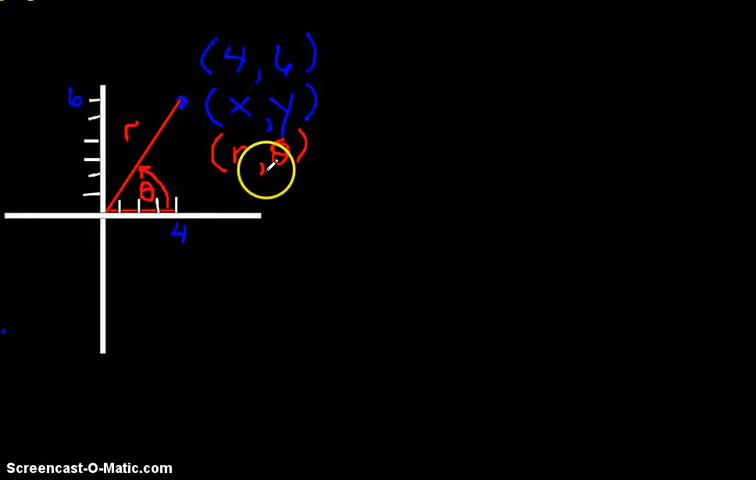 (4, 6)
6
(x, y)
r
(r, θ)
θ
4
Screencast-O-Matic.com